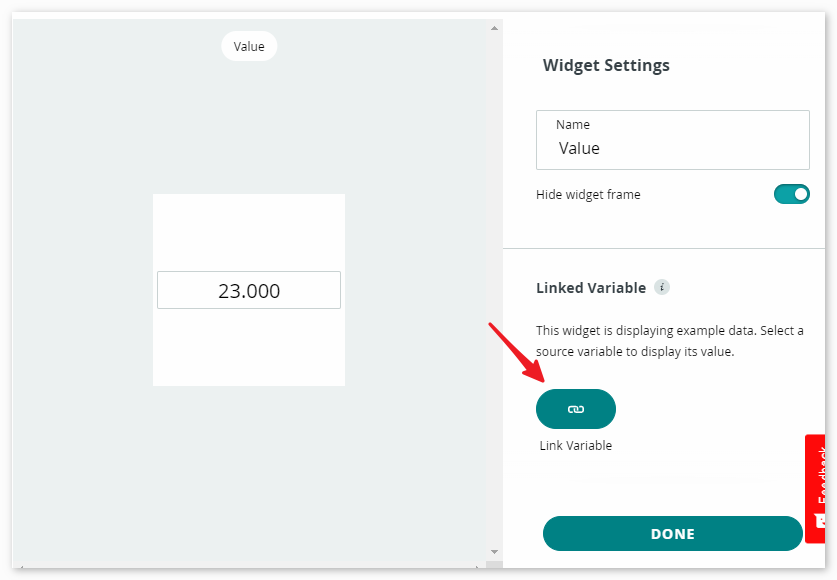 Value
23.000
Widget Settings
Name
Value
Hide widget frame
Linked Variable i
This widget is displaying example data. Select a
source variable to display its value.
Link Variable
Feedback
DONE